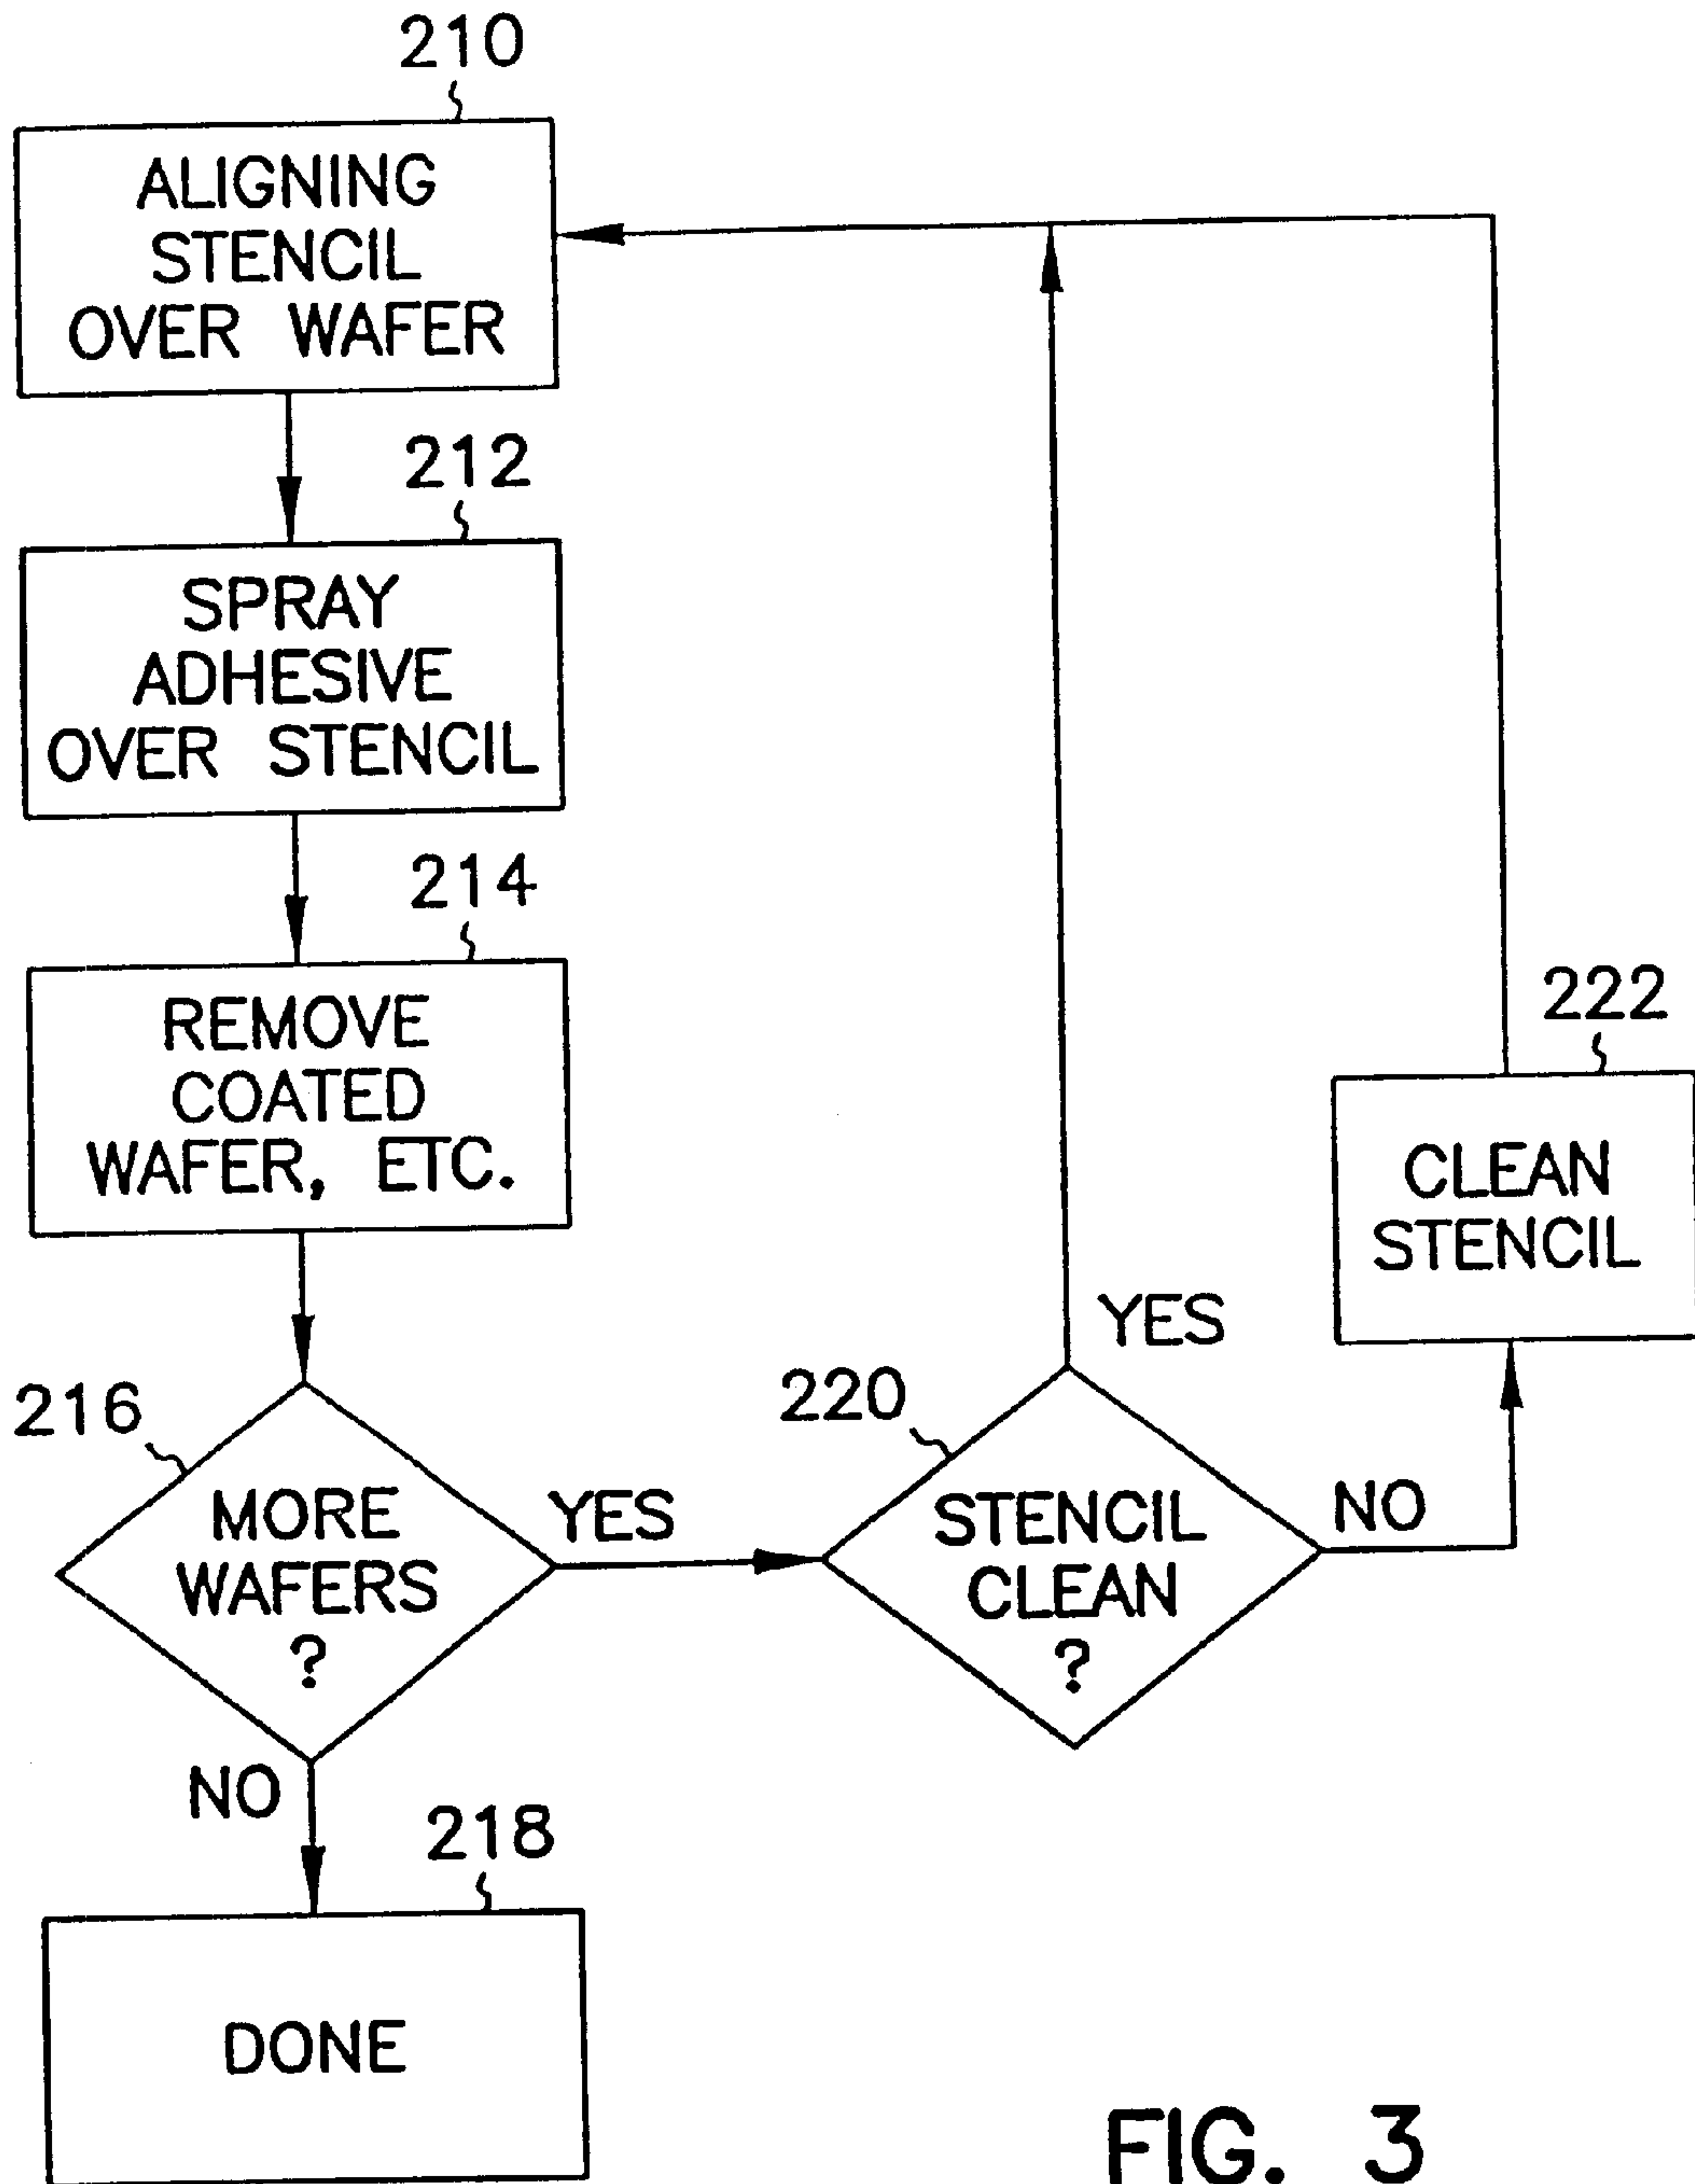 210
ALIGNING
STENCIL
OVER WAFER
212
SPRAY
ADHESIVE
OVER STENCIL
214
REMOVE
COATED
WAFER, ETC.
222
CLEAN
STENCIL
YES
216
MORE
WAFERS
?
YES
220
STENCIL
CLEAN
?
NO
NO
218
DONE
FIG. 3